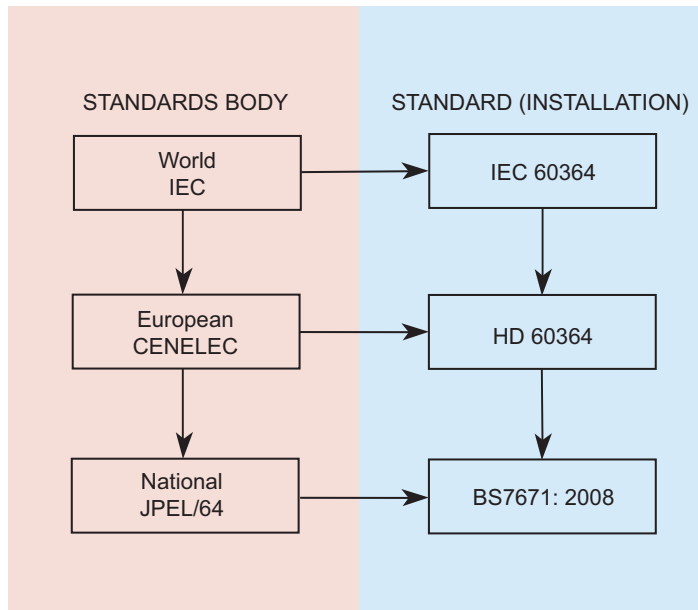 STANDARDS BODY
STANDARD (INSTALLATION)
World
IEC
IEC 60364
European
CENELEC
HD 60364
National
JPEL/64
BS7671: 2008